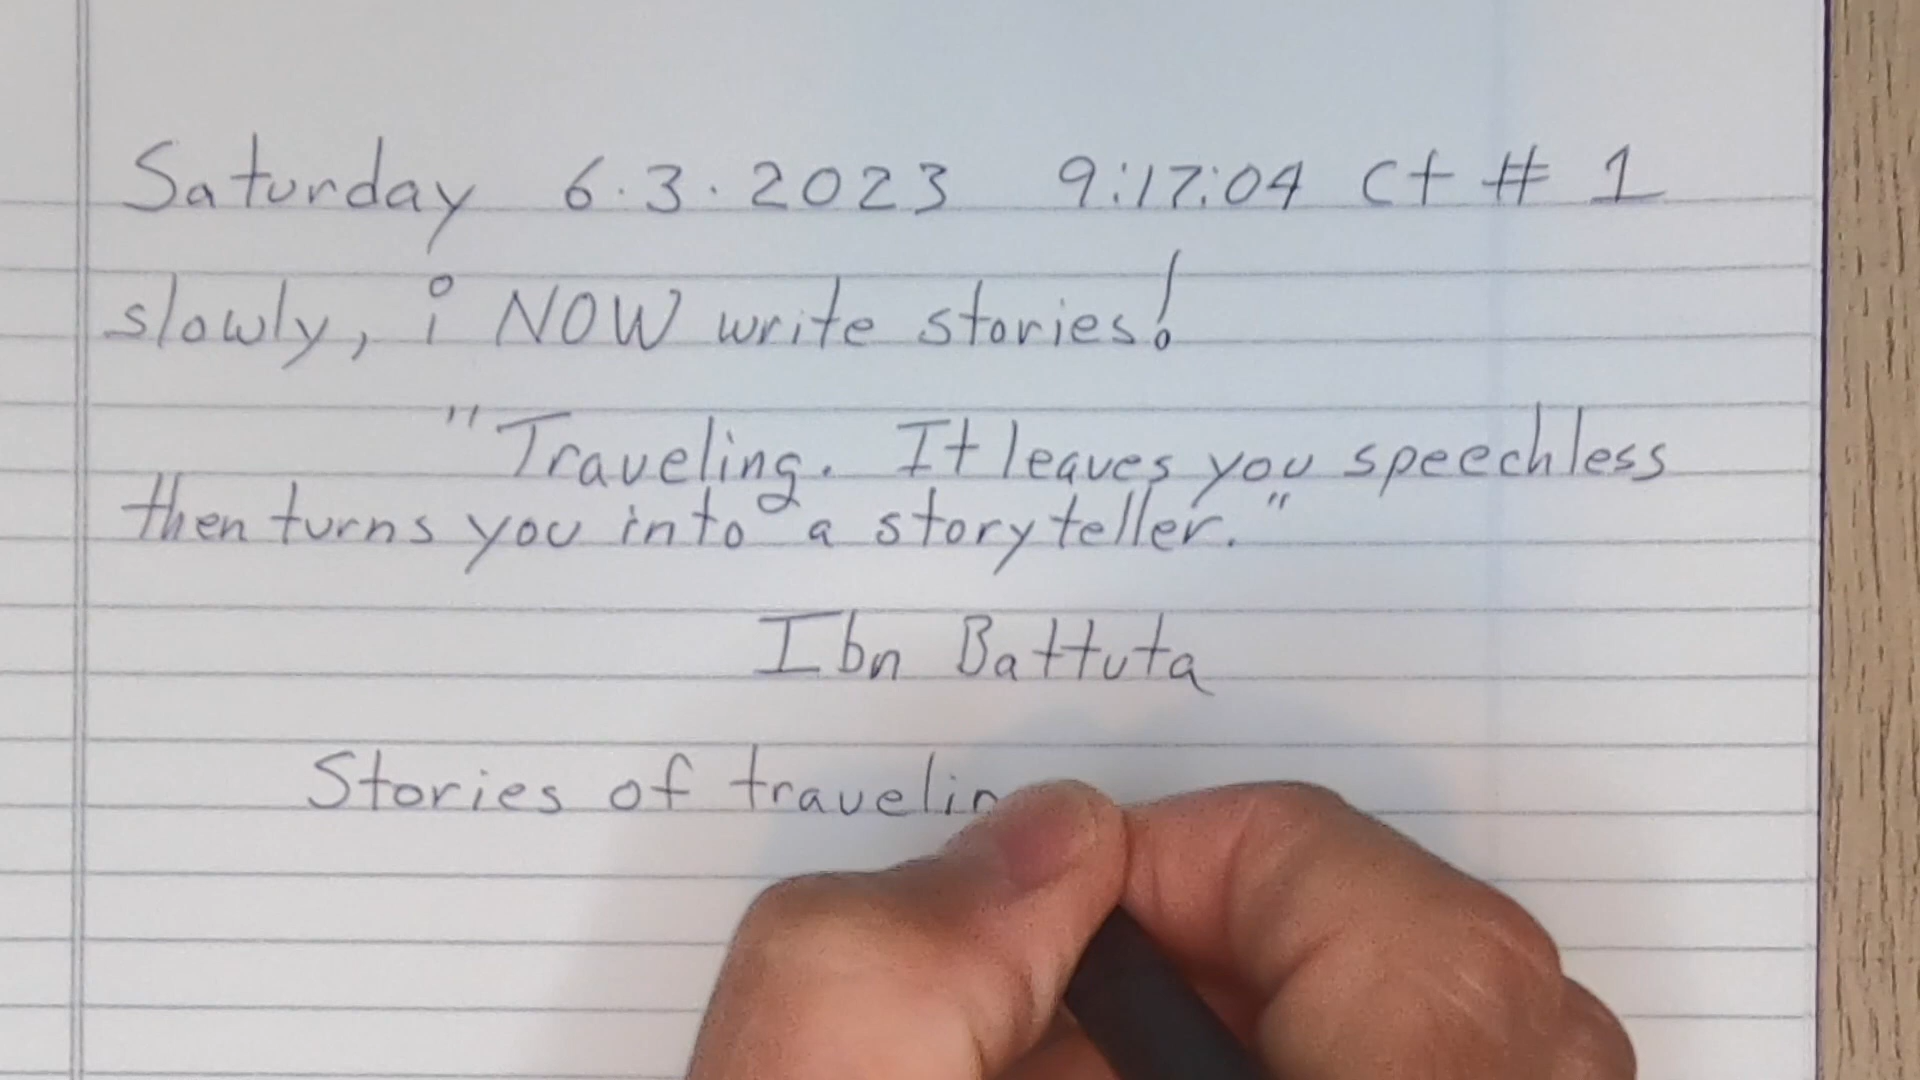 Saturday 6.3.2023 9:17:04 Ct # 1
slowly, i NOW write stories!
"Traveling. It leaves you speechless
then turns you into a storyteller."
Ibn Battuta
Stories of travelin